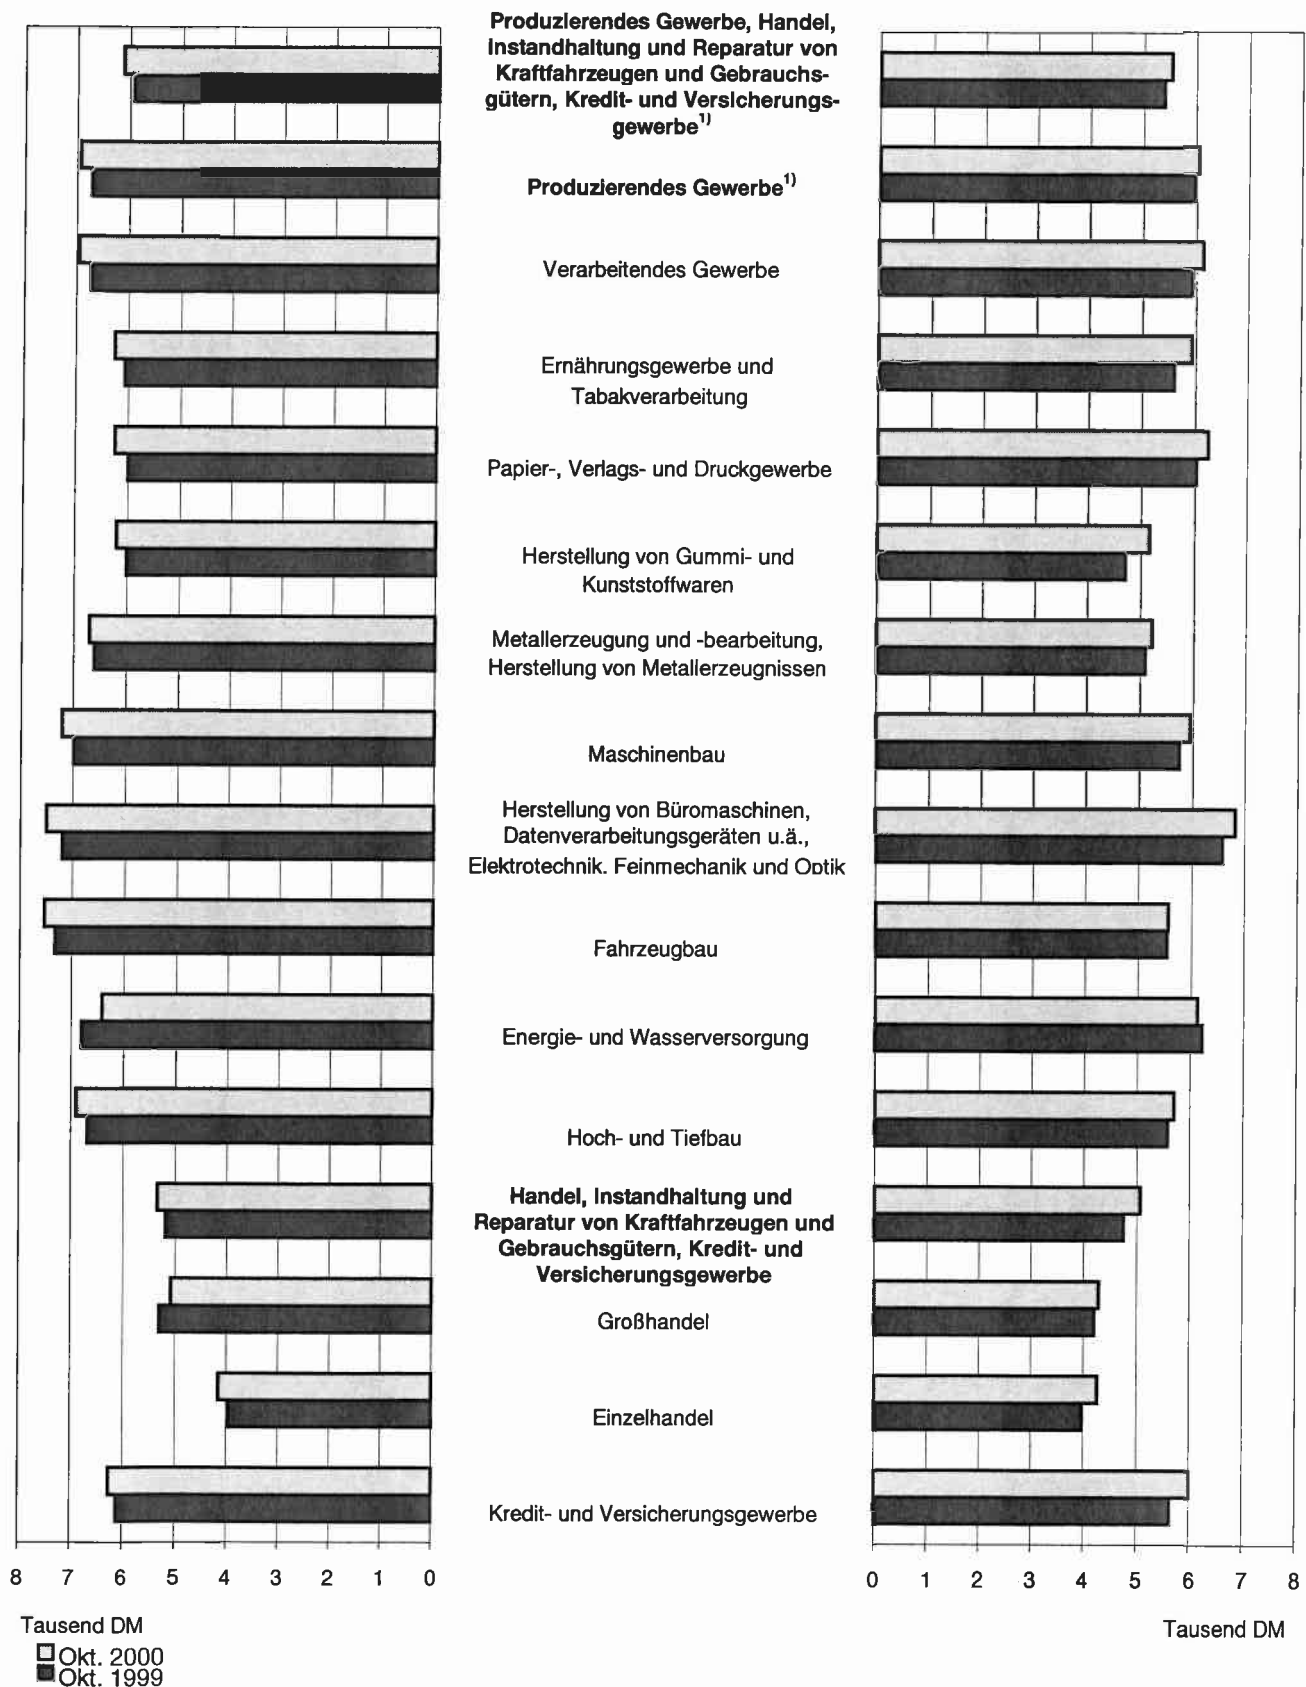 Produzierendes Gewerbe, Handel,
Instandhaltung und Reparatur von
Kraftfahrzeugen und Gebrauchs-
gütern, Kredit- und Versicherungs-
gewerbe¹⁾
Produzierendes Gewerbe¹⁾
Verarbeitendes Gewerbe
Ernährungsgewerbe und
Tabakverarbeitung
Papier-, Verlags- und Druckgewerbe
Herstellung von Gummi- und
Kunststoffwaren
Metallerzeugung und -bearbeitung,
Herstellung von Metallerzeugnissen
Maschinenbau
Herstellung von Büromaschinen,
Datenverarbeitungsgeräten u.ä.,
Elektrotechnik. Feinmechanik und Optik
Fahrzeugbau
Energie- und Wasserversorgung
Hoch- und Tiefbau
Handel, Instandhaltung und
Reparatur von Kraftfahrzeugen und
Gebrauchsgütern, Kredit- und
Versicherungsgewerbe
Großhandel
Einzelhandel
Kredit- und Versicherungsgewerbe
8 7 6 5 4 3 2 1 0
0 1 2 3 4 5 6 7 8
Tausend DM
Tausend DM
Okt. 2000
Okt. 1999